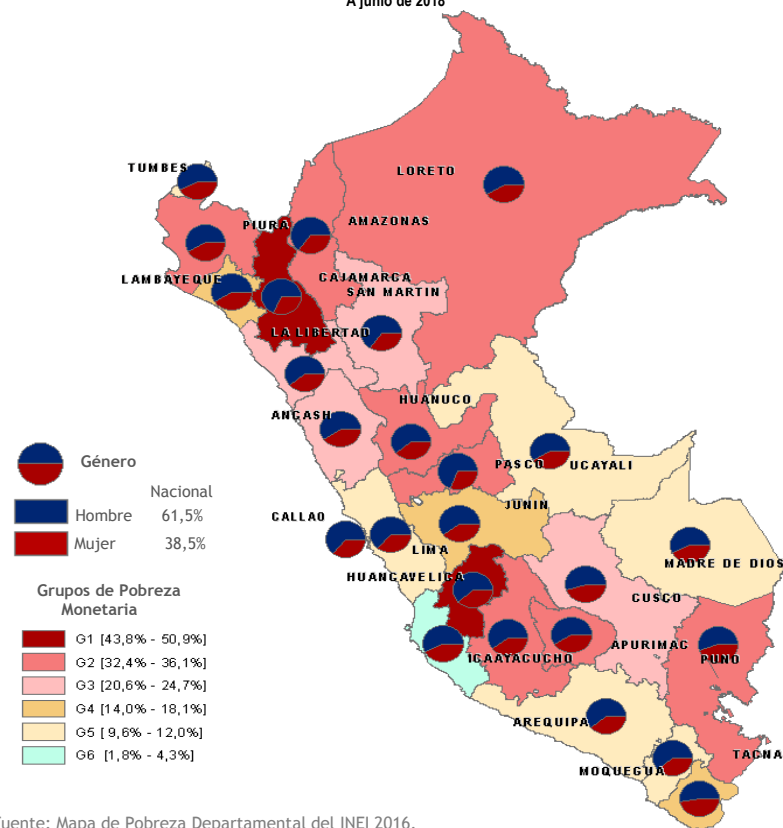 A junio de 2018
TUMBES
LORETO
PIURA
AMAZONAS
LAMBAYEQUE
CAJAMARCA
SAN MARTIN
LA LIBERTAD
HUANUCO
ANCASH
PASCO
UCAYALI
JUNIN
CALLAO
LIMA
MADRE DE DIOS
HUANCAVELICA
CUSCO
APURIMAC
ICAAYACUCHO
PUNO
AREQUIPA
TACNA
MOQUEGUA
Género
Nacional
Hombre 61,5%
Mujer 38,5%
Grupos de Pobreza
Monetaria
G1 [43,8% - 50,9%]
G2 [32,4% - 36,1%]
G3 [20,6% - 24,7%]
G4 [14,0% - 18,1%]
G5 [ 9,6% - 12,0%]
G6 [1,8% - 4,3%]
Fuente: Mapa de Pobreza Departamental del INEI 2016.